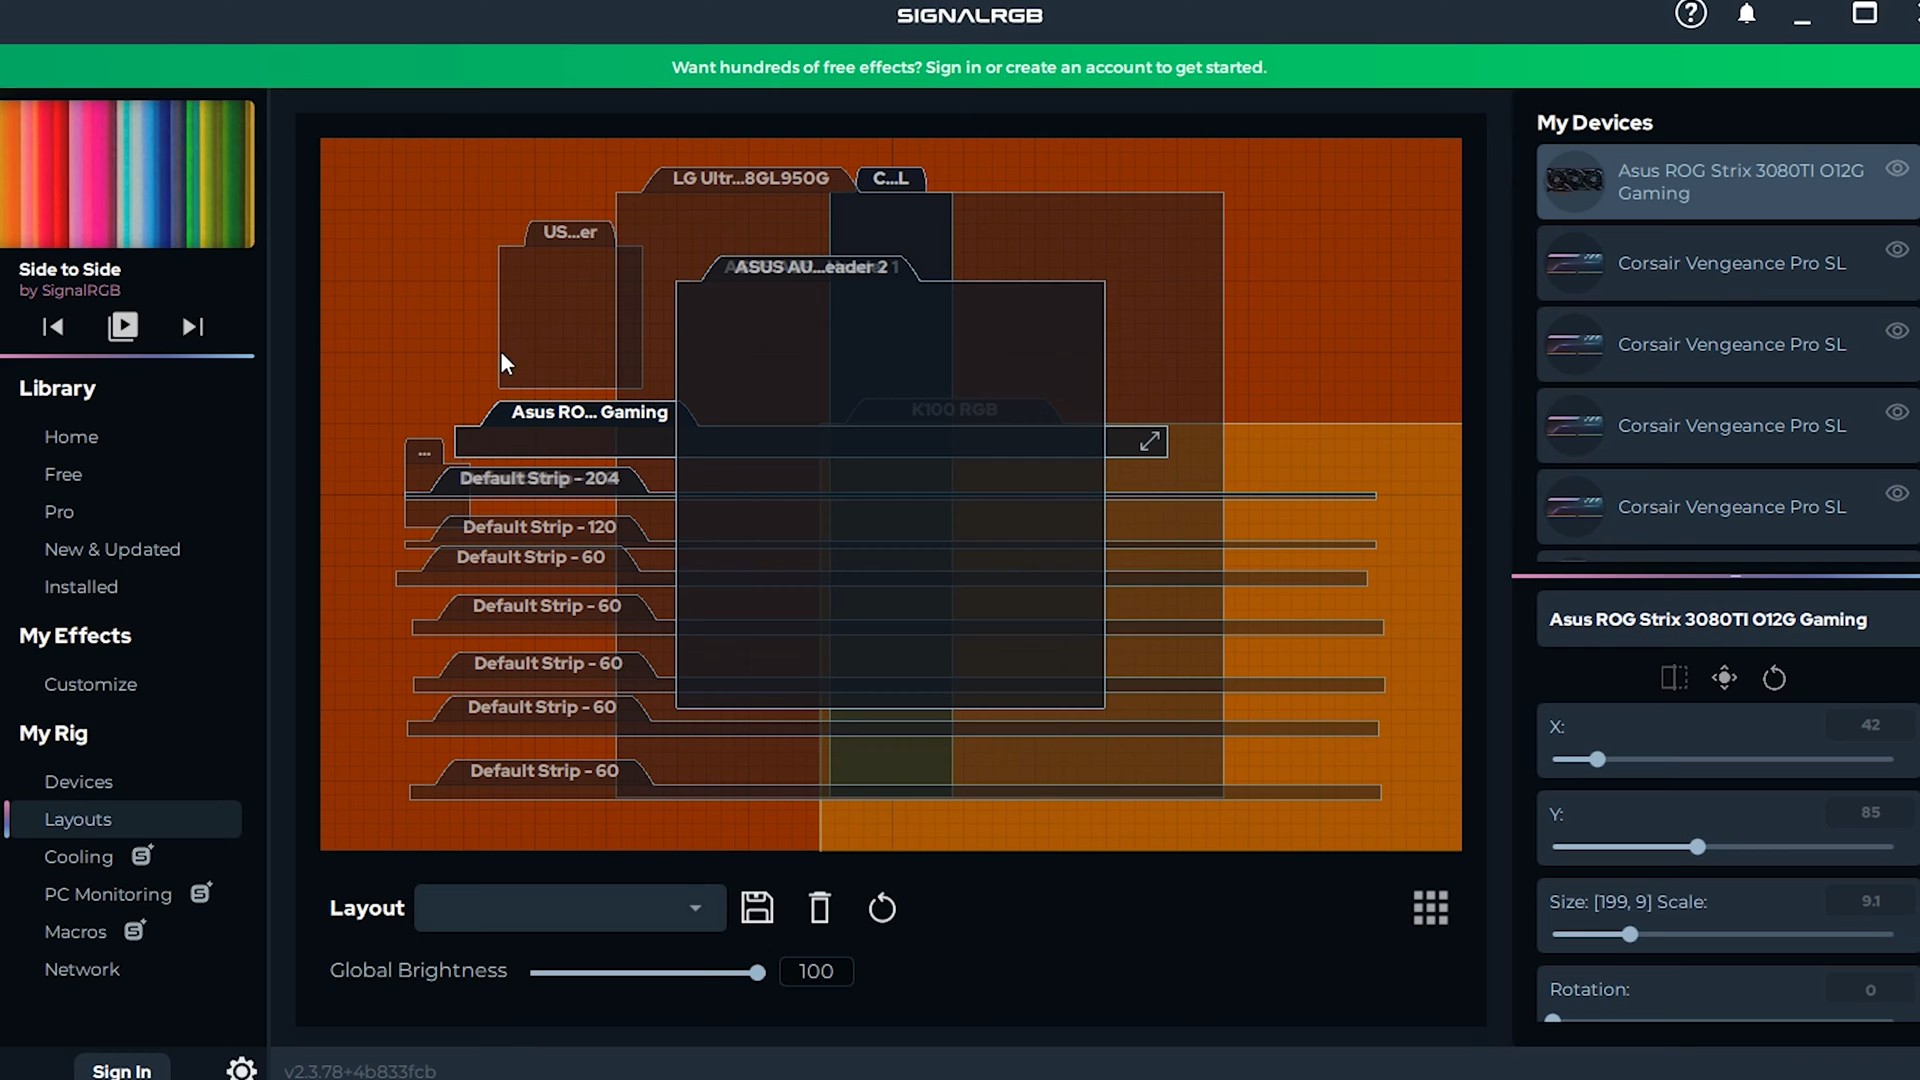 SIGNALRGB
Want hundreds of free effects? Sign in or create an account to get started.
Side to Side
by SignalRGB
Library
Home
Free
Pro
New & Updated
Installed
My Effects
Customize
My Rig
Devices
Layouts
Cooling
PC Monitoring
Macros
Network
Sign In
LG Ultr...8GL950G
C...L
US...er
ASUS AU...eader 2
Asus RO... Gaming
K100 RGB
...
Default Strip - 204
Default Strip - 120
Default Strip - 60
Default Strip - 60
Default Strip - 60
Default Strip - 60
Default Strip - 60
Layout
Global Brightness
100
v2.3.78+4b833fcb
My Devices
Asus ROG Strix 3080TI O12G
Gaming
Corsair Vengeance Pro SL
Corsair Vengeance Pro SL
Corsair Vengeance Pro SL
Corsair Vengeance Pro SL
Asus ROG Strix 3080TI O12G Gaming
X: 42
Y: 85
Size: [199, 9] Scale: 9.1
Rotation: 0